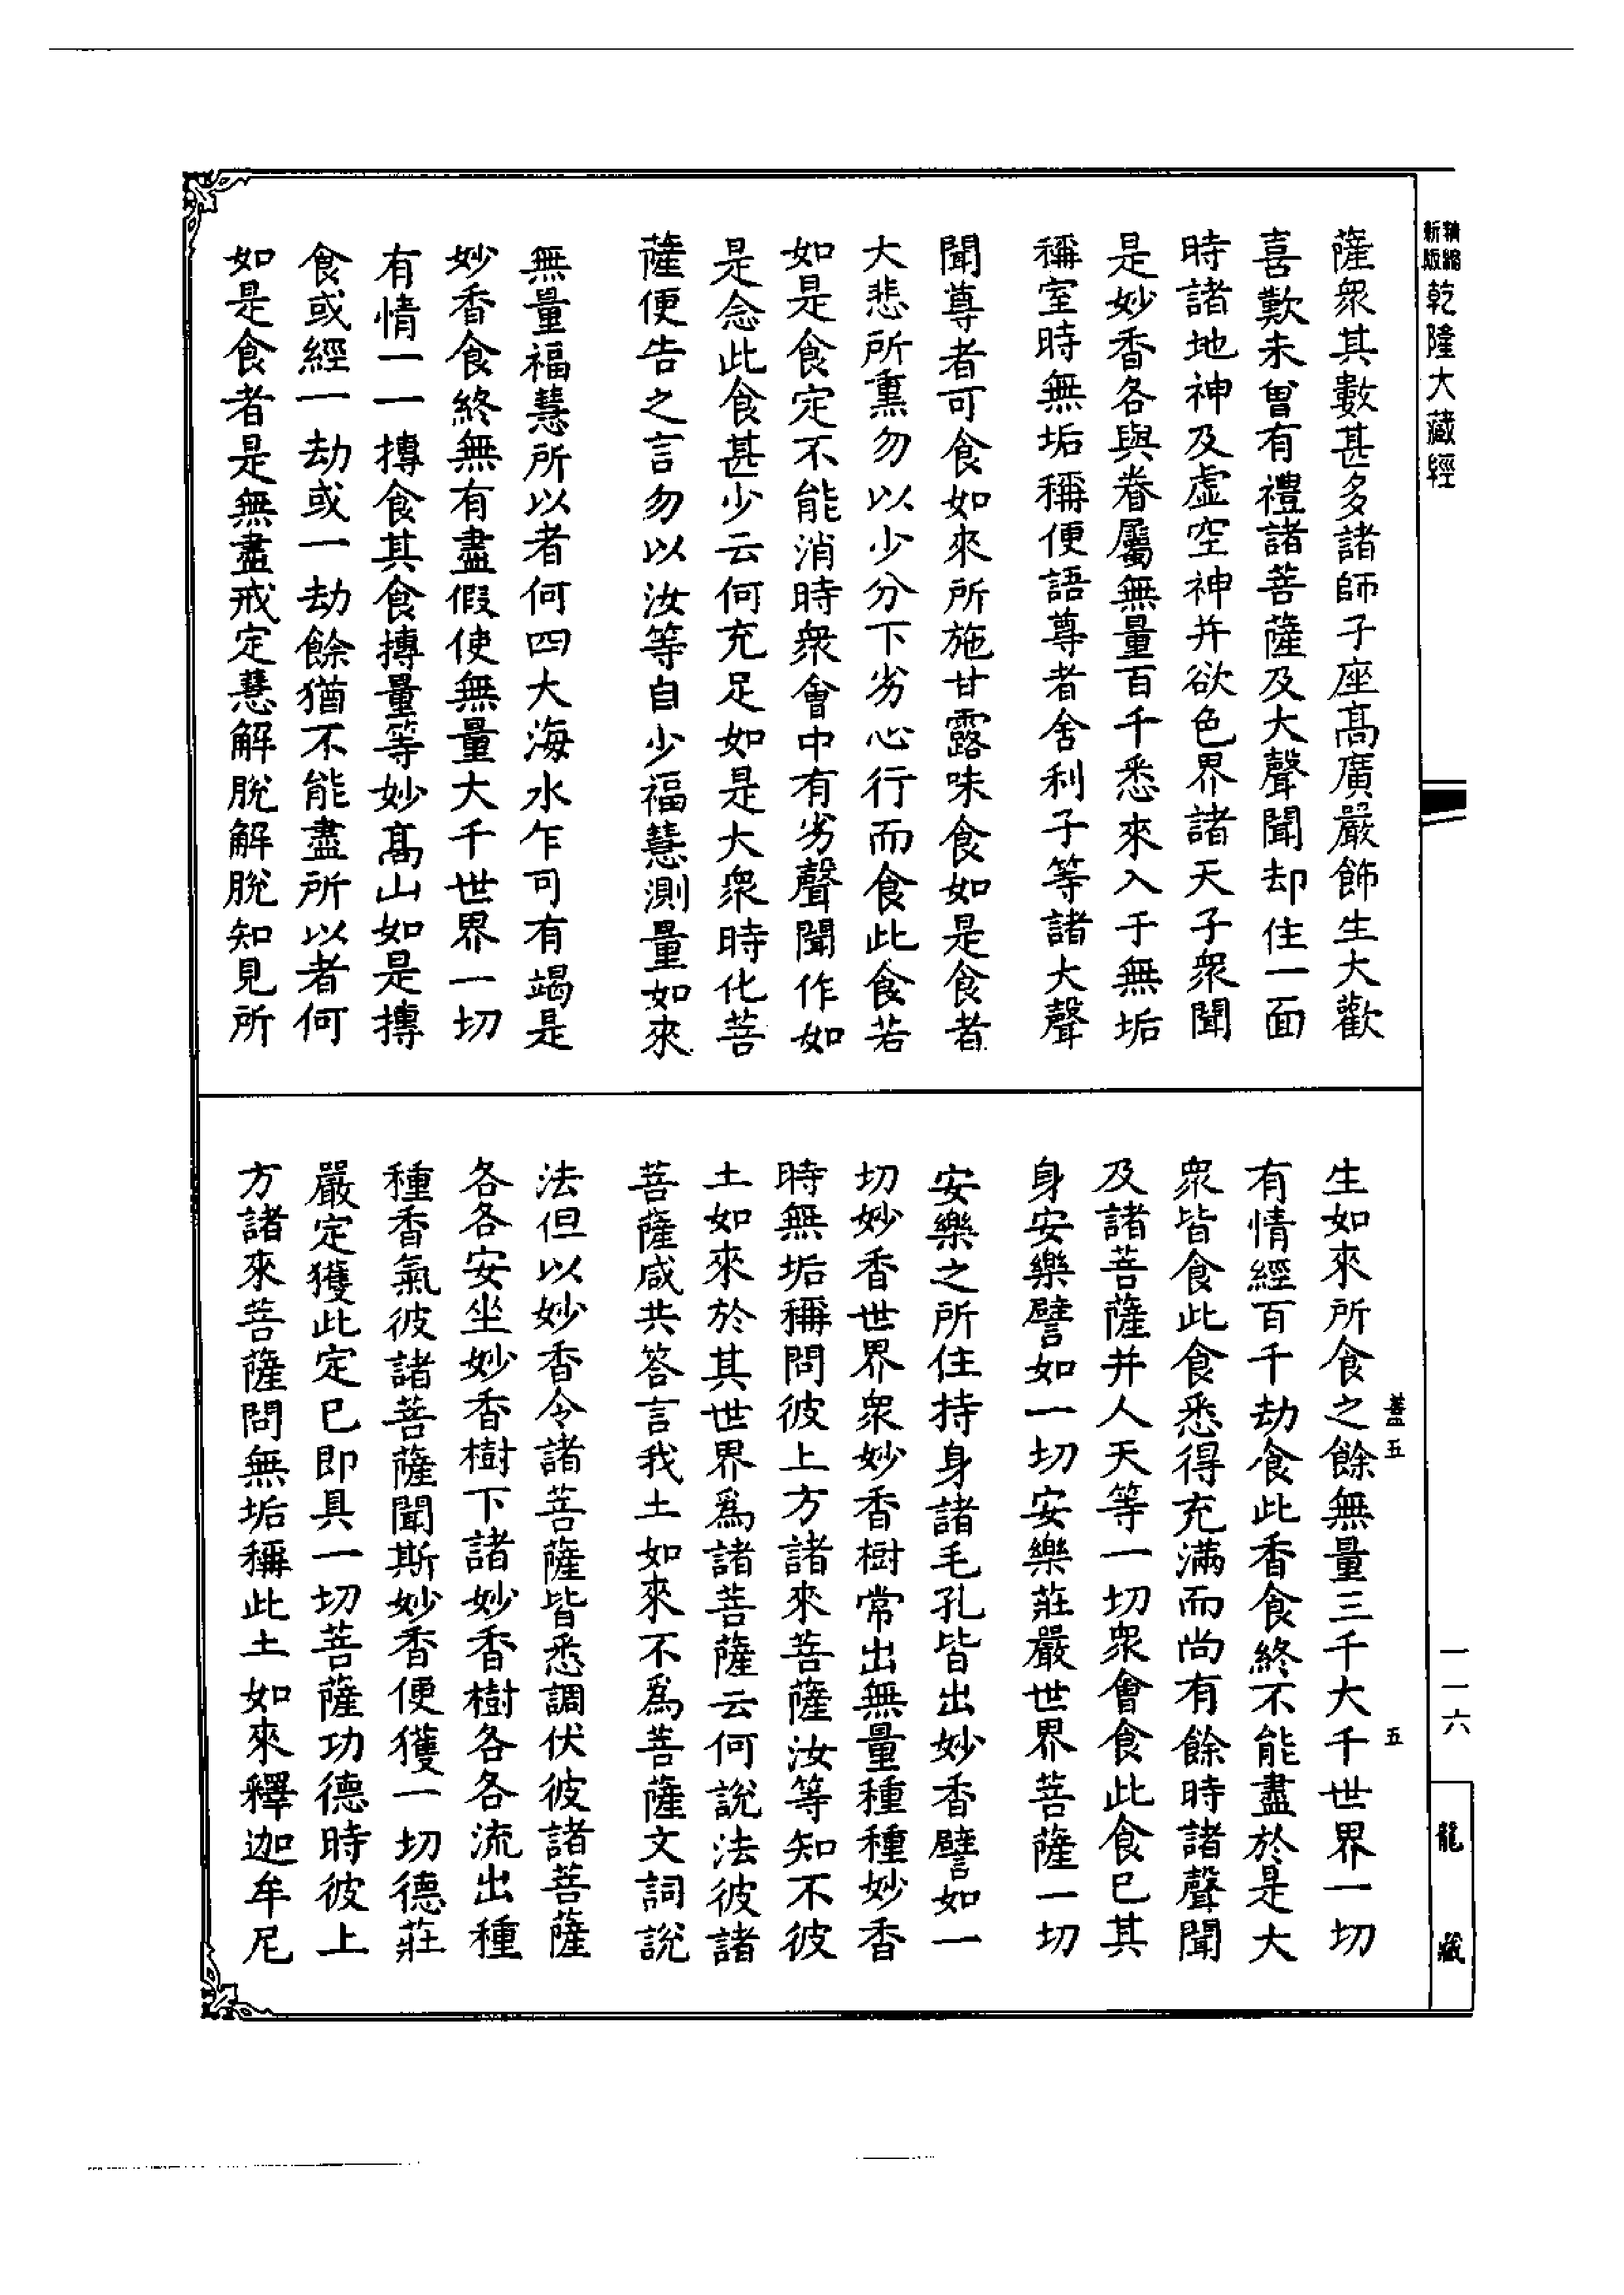 新版精縮乾隆大藏經
薩衆其數甚多諸師子座高廣嚴飾生大歡
喜歎未曾有禮諸菩薩及大聲聞却住一面
時諸地神及虛空神并欲色界諸天子衆聞
是妙香各與眷屬無量百千悉來入于無垢
稱室時無垢稱便語尊者舍利子等諸大聲
聞尊者可食如來所施甘露味食如是食者
大悲所熏勿以少分下劣心行而食此食若
如是食定不能消時衆會中有劣聲聞作如
是念此食甚少云何充足如是大衆時化菩
薩便告之言勿以汝等自少福慧測量如來
無量福慧所以者何四大海水乍可有竭是
妙香食終無有盡假使無量大千世界一切
有情一一摶食其食摶量等妙高山如是摶
食或經一劫或一劫餘猶不能盡所以者何
如是食者是無盡戒定慧解脫解脫知見所
生如來所食之餘無量三千大千世界一切
有情經百千劫食此香食終不能盡於是大
衆皆食此食悉得充滿而尚有餘時諸聲聞
及諸菩薩并人天等一切衆會食此食已其
身安樂譬如一切安樂莊嚴世界菩薩一切
安樂之所住持身諸毛孔皆出妙香譬如一
切妙香世界衆妙香樹常出無量種種妙香
時無垢稱問彼上方諸來菩薩汝等知不彼
土如來於其世界爲諸菩薩云何說法彼諸
菩薩咸共答言我土如來不爲菩薩文詞說
法但以妙香令諸菩薩皆悉調伏彼諸菩薩
各各安坐妙香樹下諸妙香樹各各流出種
種香氣彼諸菩薩聞斯妙香便獲一切德莊
嚴定獲此定已即具一切菩薩功德時彼上
方諸來菩薩問無垢稱此土如來釋迦牟尼
蓋五
五
一一六
龍藏